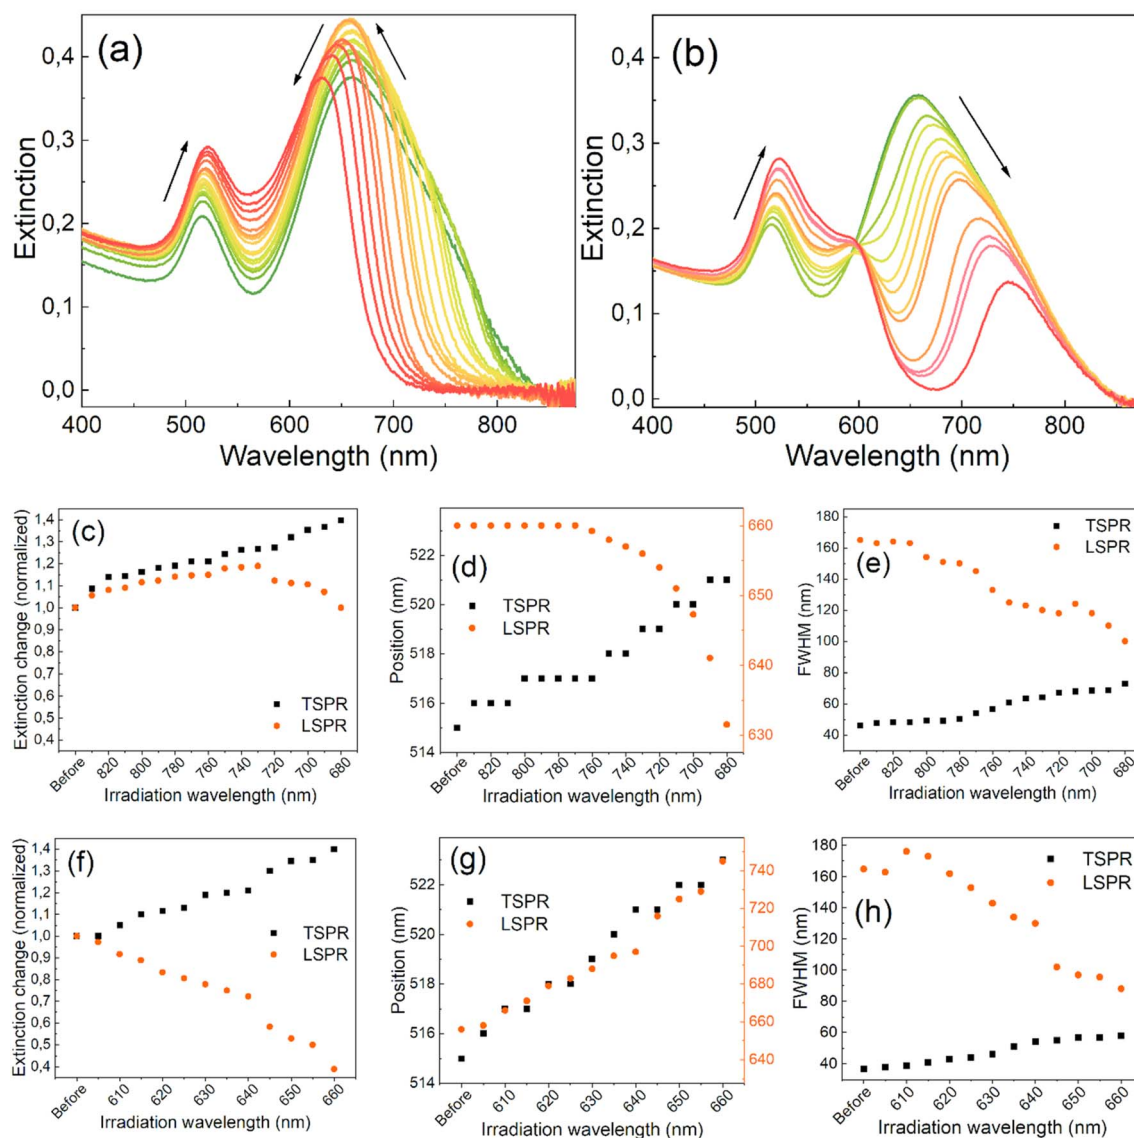 (a)
Extinction
0,4
0,3
0,2
0,1
0,0
400 500 600 700 800
Wavelength (nm)
(b)
Extinction
0,4
0,3
0,2
0,1
0,0
400 500 600 700 800
Wavelength (nm)
(c)
Extinction change (normalized)
1,4
1,3
1,2
1,1
1,0
0,9
0,8
0,7
0,6
0,5
0,4
TSPR
LSPR
Before 820 800 780 760 740 720 700 680
Irradiation wavelength (nm)
(d)
Position (nm)
522
520
518
516
514
TSPR
LSPR
660
650
640
630
Before 820 800 780 760 740 720 700 680
Irradiation wavelength (nm)
(e)
FWHM (nm)
180
160
140
120
100
80
60
40
TSPR
LSPR
Before 820 800 780 760 740 720 700 680
Irradiation wavelength (nm)
(f)
Extinction change (normalized)
1,4
1,3
1,2
1,1
1,0
0,9
0,8
0,7
0,6
0,5
0,4
TSPR
LSPR
Before 610 620 630 640 650 660
Irradiation wavelength (nm)
(g)
Position (nm)
522
520
518
516
514
TSPR
LSPR
740
720
700
680
660
640
Before 610 620 630 640 650 660
Irradiation wavelength (nm)
(h)
FWHM (nm)
180
160
140
120
100
80
60
40
TSPR
LSPR
Before 610 620 630 640 650 660
Irradiation wavelength (nm)